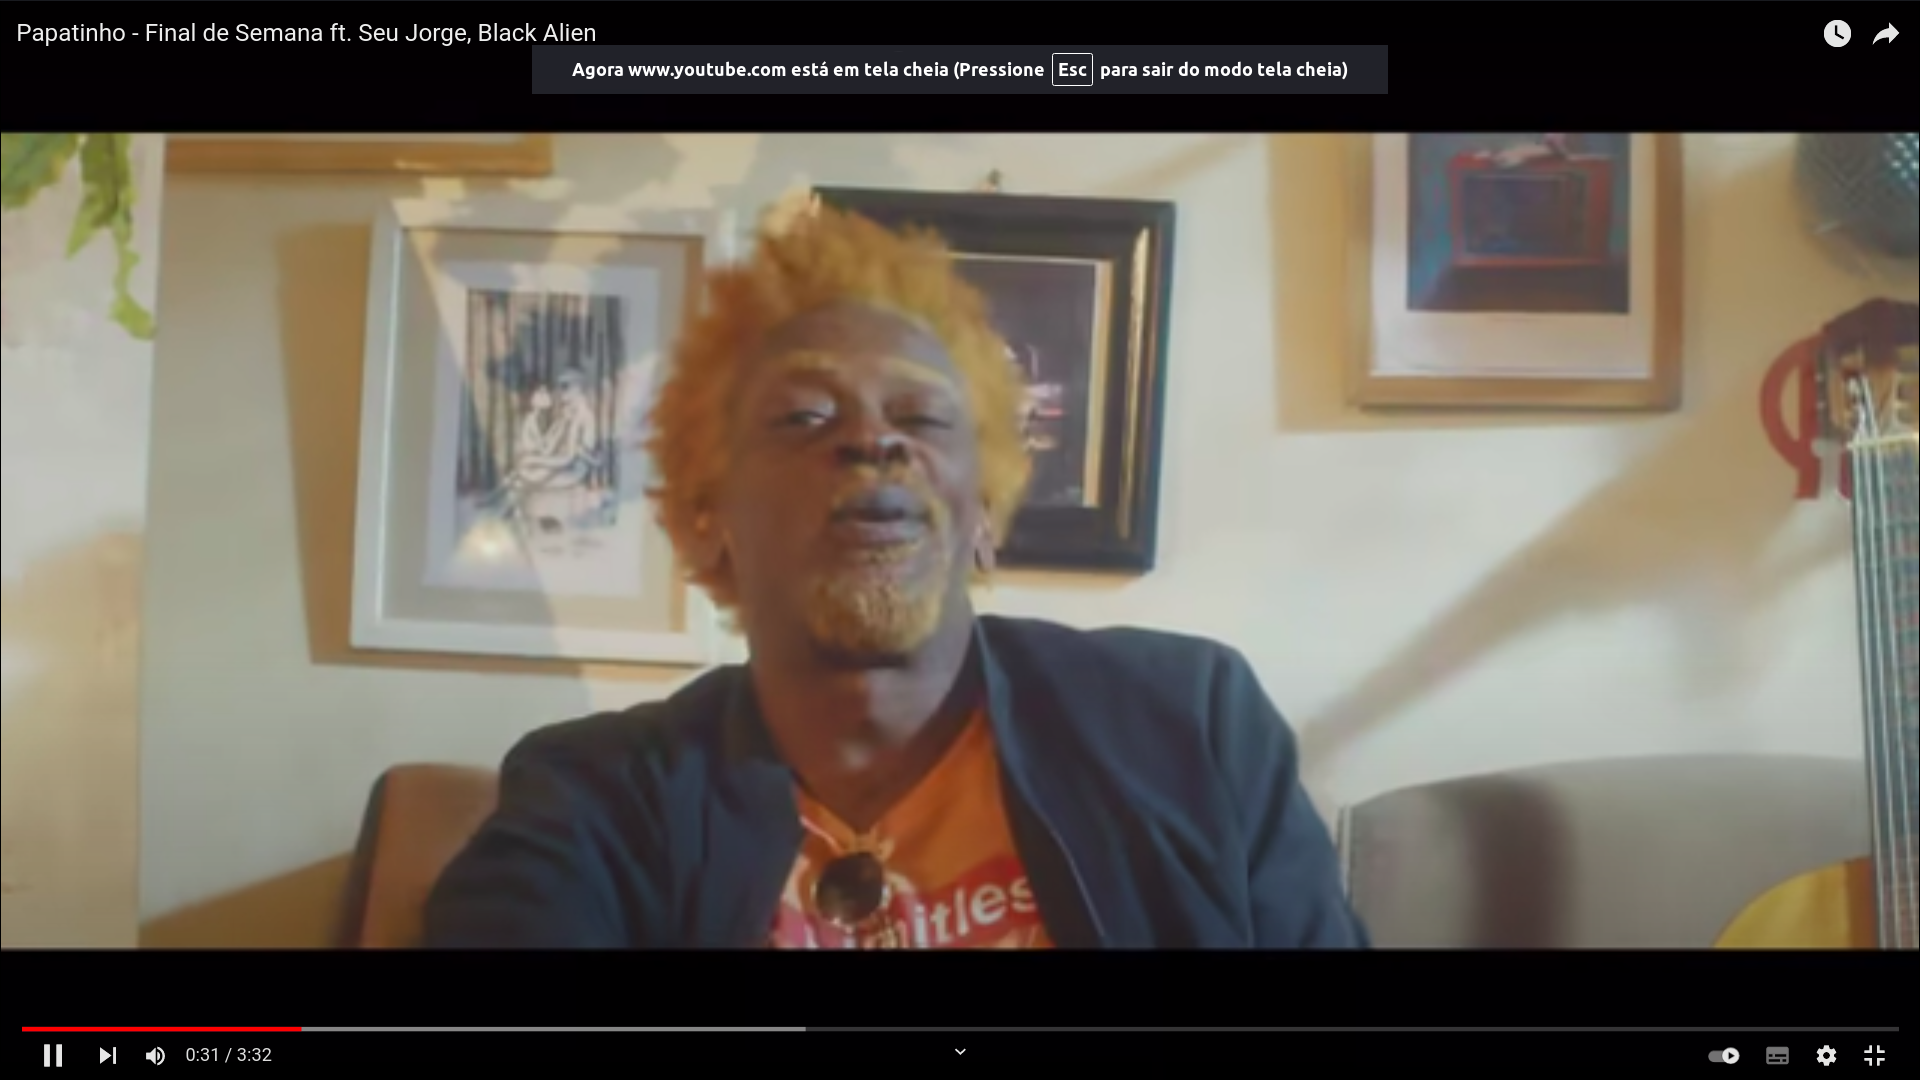 Papatinho - Final de Semana ft. Seu Jorge, Black Alien
Agora www.youtube.com está em tela cheia (Pressione Esc para sair do modo tela cheia)
0:31 / 3:32